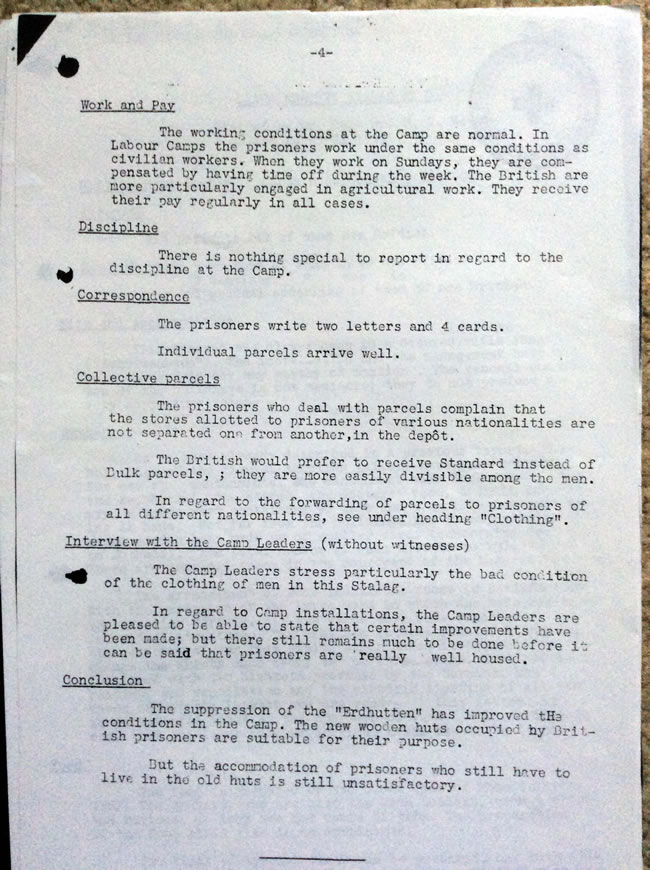 -4-
Work and Pay
The working conditions at the Camp are normal. In
Labour Camps the prisoners work under the same conditions as
civilian workers. When they work on Sundays, they are com-
pensated by having time off during the week. The British are
more particularly engaged in agricultural work. They receive
their pay regularly in all cases.
Discipline
There is nothing special to report in regard to the
discipline at the Camp.
Correspondence
The prisoners write two letters and 4 cards.
Individual parcels arrive well.
Collective parcels
The prisoners who deal with parcels complain that
the stores allotted to prisoners of various nationalities are
not separated one from another,in the depôt.
The British would prefer to receive Standard instead of
Bulk parcels, ; they are more easily divisible among the men.
In regard to the forwarding of parcels to prisoners of
all different nationalities, see under heading "Clothing".
Interview with the Camp Leaders (without witnesses)
The Camp Leaders stress particularly the bad condition
of the clothing of men in this Stalag.
In regard to Camp installations, the Camp Leaders are
pleased to be able to state that certain improvements have
been made; but there still remains much to be done before it
can be said that prisoners are 'really ' well housed.
Conclusion
The suppression of the "Erdhutten" has improved tHe
conditions in the Camp. The new wooden huts occupied by Brit-
ish prisoners are suitable for their purpose.
But the accommodation of prisoners who still have to
live in the old huts is still unsatisfactory.